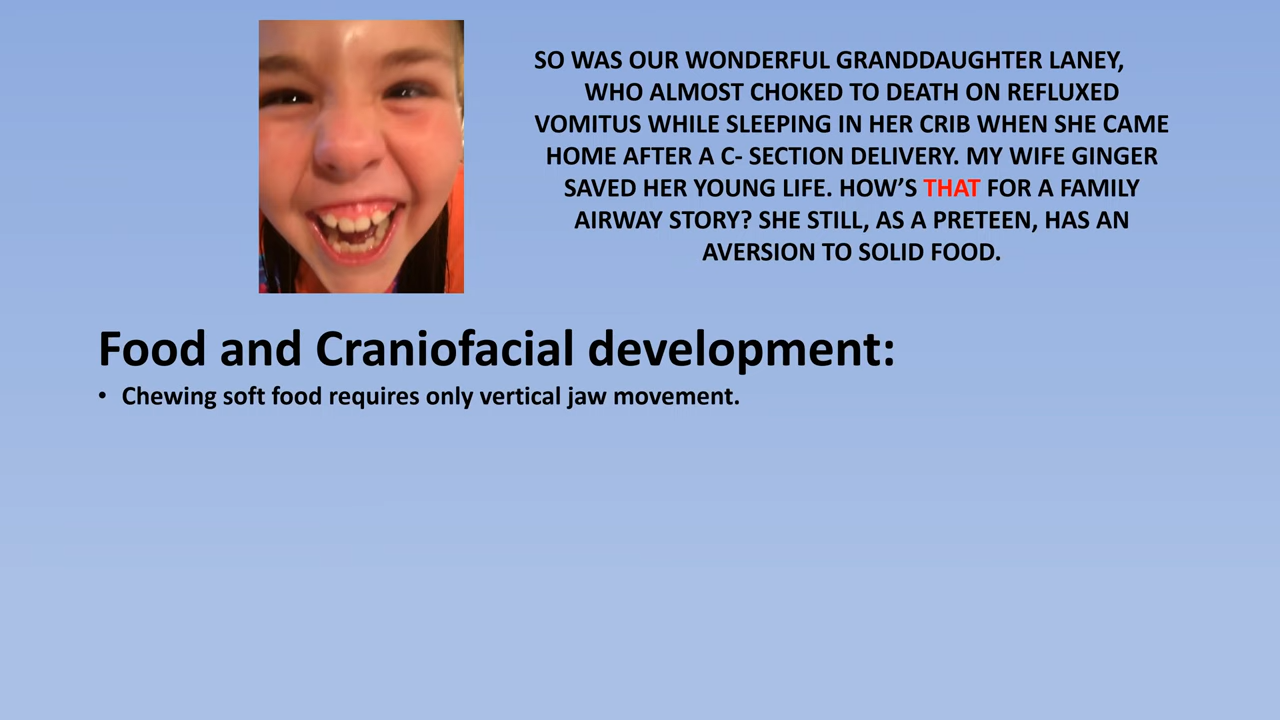 SO WAS OUR WONDERFUL GRANDDAUGHTER LANEY,
WHO ALMOST CHOKED TO DEATH ON REFLUXED
VOMITUS WHILE SLEEPING IN HER CRIB WHEN SHE CAME
HOME AFTER A C- SECTION DELIVERY. MY WIFE GINGER
SAVED HER YOUNG LIFE. HOW’S THAT FOR A FAMILY
AIRWAY STORY? SHE STILL, AS A PRETEEN, HAS AN
AVERSION TO SOLID FOOD.
Food and Craniofacial development:
• Chewing soft food requires only vertical jaw movement.